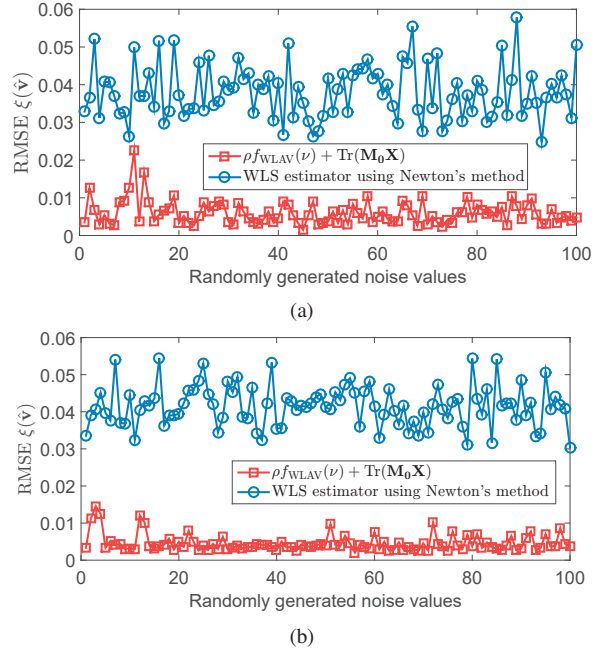 0.06
0.05
0.04
0.03
0.02
0.01
0
RMSE ξ(v̂)
ρf_WLAV(ν) + Tr(M₀X)
WLS estimator using Newton's method
0 20 40 60 80 100
Randomly generated noise values
(a)
0.06
0.05
0.04
0.03
0.02
0.01
0
RMSE ξ(v̂)
ρf_WLAV(ν) + Tr(M₀X)
WLS estimator using Newton's method
0 20 40 60 80 100
Randomly generated noise values
(b)